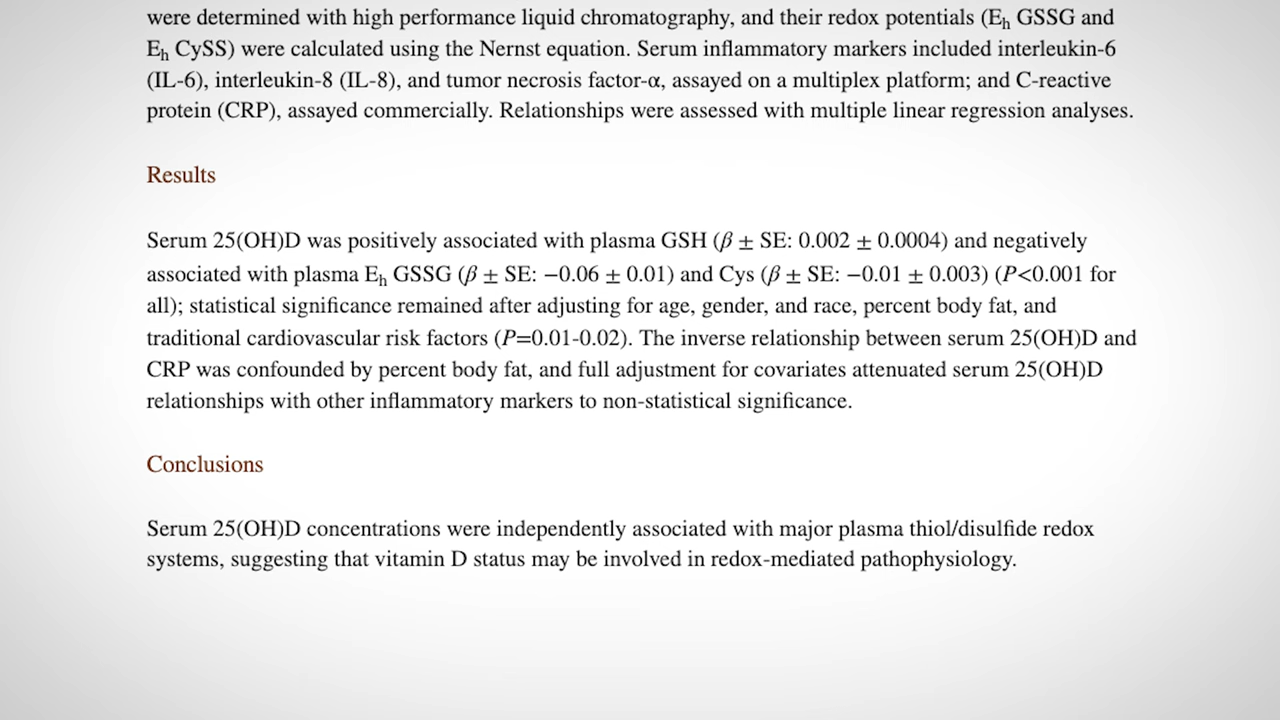 were determined with high performance liquid chromatography, and their redox potentials (Eh GSSG and
Eh CySS) were calculated using the Nernst equation. Serum inflammatory markers included interleukin-6
(IL-6), interleukin-8 (IL-8), and tumor necrosis factor-α, assayed on a multiplex platform; and C-reactive
protein (CRP), assayed commercially. Relationships were assessed with multiple linear regression analyses.
Results
Serum 25(OH)D was positively associated with plasma GSH (β ± SE: 0.002 ± 0.0004) and negatively
associated with plasma Eh GSSG (β ± SE: −0.06 ± 0.01) and Cys (β ± SE: −0.01 ± 0.003) (P<0.001 for
all); statistical significance remained after adjusting for age, gender, and race, percent body fat, and
traditional cardiovascular risk factors (P=0.01-0.02). The inverse relationship between serum 25(OH)D and
CRP was confounded by percent body fat, and full adjustment for covariates attenuated serum 25(OH)D
relationships with other inflammatory markers to non-statistical significance.
Conclusions
Serum 25(OH)D concentrations were independently associated with major plasma thiol/disulfide redox
systems, suggesting that vitamin D status may be involved in redox-mediated pathophysiology.